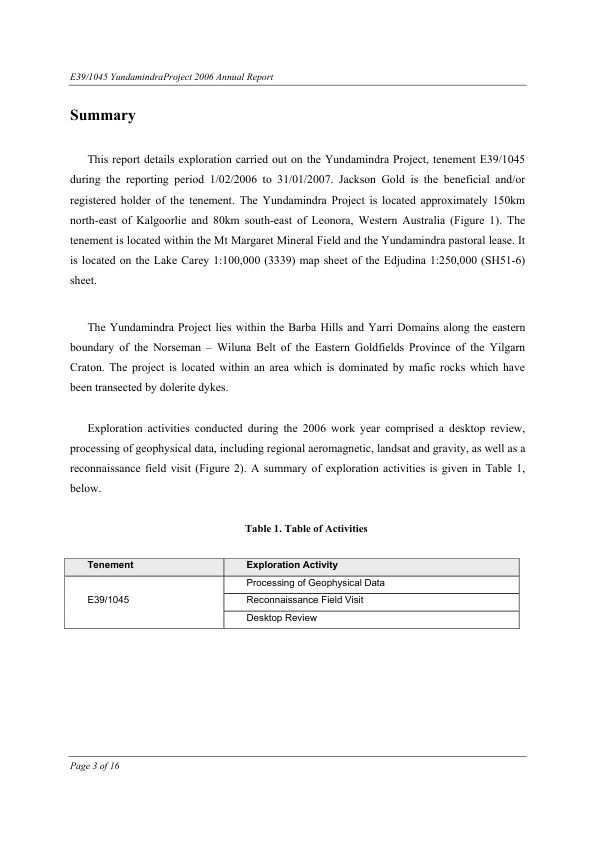 E39/1045 YundamindraProject 2006 Annual Report
Summary
This report details exploration carried out on the Yundamindra Project, tenement E39/1045
during the reporting period 1/02/2006 to 31/01/2007. Jackson Gold is the beneficial and/or
registered holder of the tenement. The Yundamindra Project is located approximately 150km
north-east of Kalgoorlie and 80km south-east of Leonora, Western Australia (Figure 1). The
tenement is located within the Mt Margaret Mineral Field and the Yundamindra pastoral lease. It
is located on the Lake Carey 1:100,000 (3339) map sheet of the Edjudina 1:250,000 (SH51-6)
sheet.
The Yundamindra Project lies within the Barba Hills and Yarri Domains along the eastern
boundary of the Norseman – Wiluna Belt of the Eastern Goldfields Province of the Yilgarn
Craton. The project is located within an area which is dominated by mafic rocks which have
been transected by dolerite dykes.
Exploration activities conducted during the 2006 work year comprised a desktop review,
processing of geophysical data, including regional aeromagnetic, landsat and gravity, as well as a
reconnaissance field visit (Figure 2). A summary of exploration activities is given in Table 1,
below.
Table 1. Table of Activities
Tenement Exploration Activity
Processing of Geophysical Data
E39/1045 Reconnaissance Field Visit
Desktop Review
Page 3 of 16